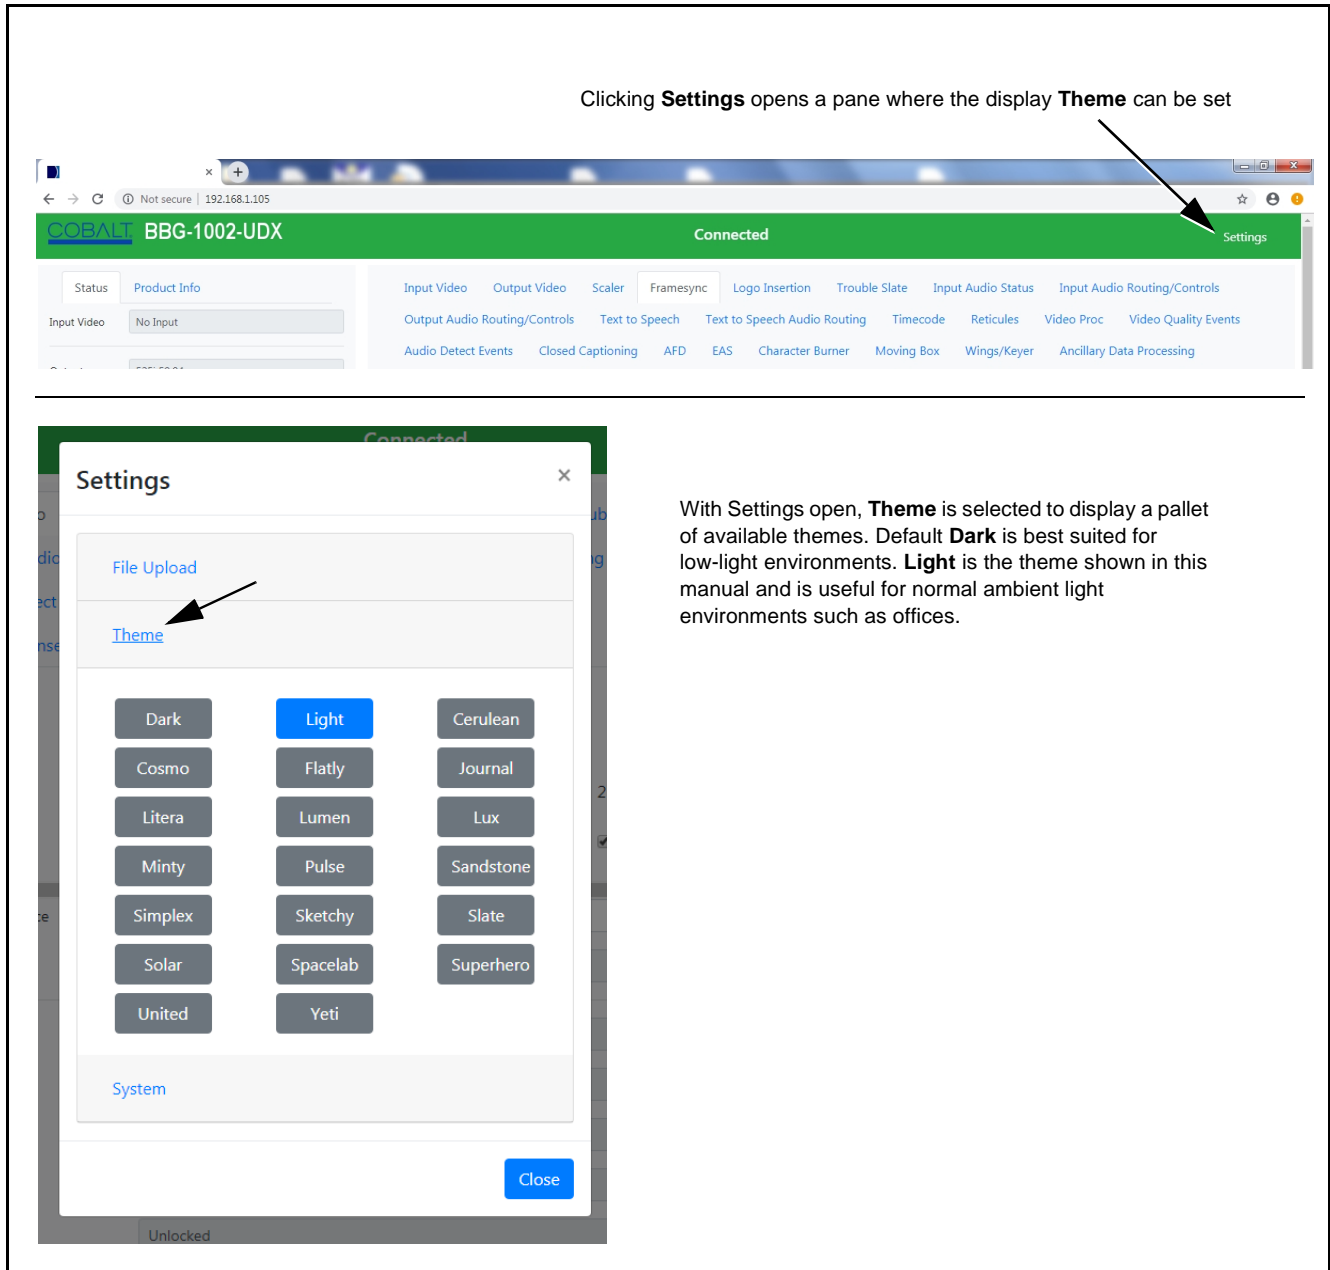 Clicking Settings opens a pane where the display Theme can be set
Not secure | 192.168.1.105
COBALT BBG-1002-UDX
Connected
Settings
Status Product Info
Input Video Output Video Scaler Framesync Logo Insertion Trouble Slate Input Audio Status Input Audio Routing/Controls
Input Video No Input
Output Audio Routing/Controls Text to Speech Text to Speech Audio Routing Timecode Reticules Video Proc Video Quality Events
Audio Detect Events Closed Captioning AFD EAS Character Burner Moving Box Wings/Keyer Ancillary Data Processing
Connected
Settings ×
With Settings open, Theme is selected to display a pallet
of available themes. Default Dark is best suited for
low-light environments. Light is the theme shown in this
manual and is useful for normal ambient light
environments such as offices.
File Upload
Theme
Dark Light Cerulean
Cosmo Flatly Journal
Litera Lumen Lux
Minty Pulse Sandstone
Simplex Sketchy Slate
Solar Spacelab Superhero
United Yeti
System
Close
Unlocked